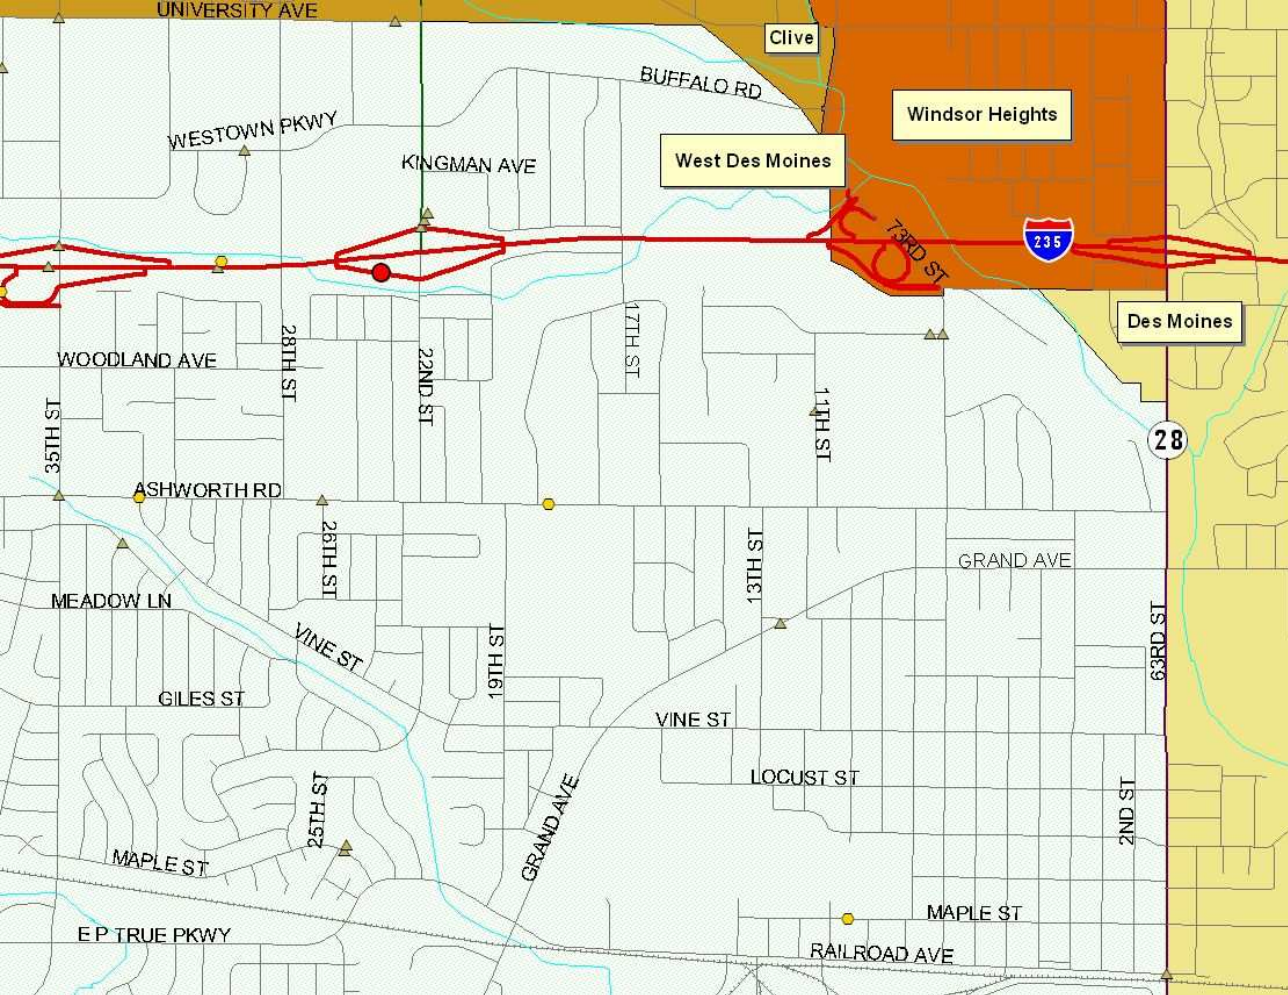 UNIVERSITY AVE
Clive
BUFFALO RD
Windsor Heights
WESTOWN PKWY
KINGMAN AVE
West Des Moines
73RD ST
235
Des Moines
17TH ST
28TH ST
WOODLAND AVE
22ND ST
11TH ST
35TH ST
28
ASHWORTH RD
26TH ST
13TH ST
GRAND AVE
MEADOW LN
VINE ST
19TH ST
63RD ST
GILES ST
VINE ST
LOCUST ST
25TH ST
GRAND AVE
2ND ST
MAPLE ST
MAPLE ST
E P TRUE PKWY
RAILROAD AVE